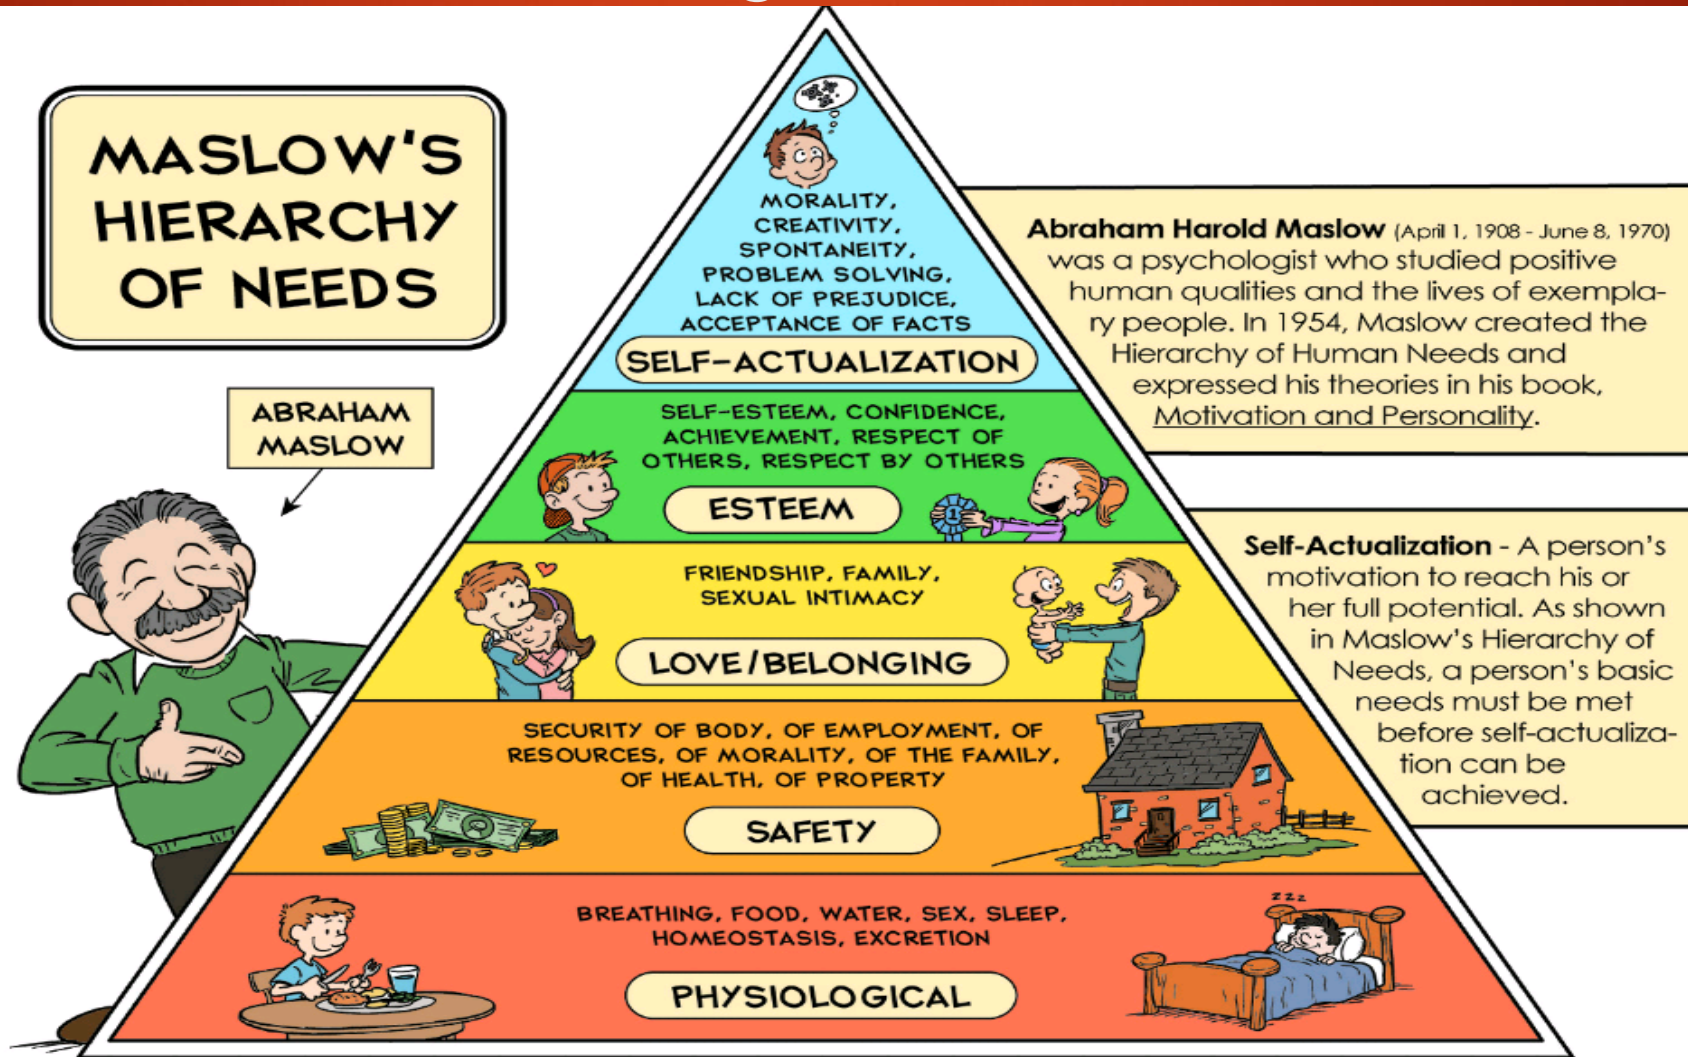 MASLOW'S
HIERARCHY
OF NEEDS
ABRAHAM
MASLOW
MORALITY,
CREATIVITY,
SPONTANEITY,
PROBLEM SOLVING,
LACK OF PREJUDICE,
ACCEPTANCE OF FACTS
SELF-ACTUALIZATION
SELF-ESTEEM, CONFIDENCE,
ACHIEVEMENT, RESPECT OF
OTHERS, RESPECT BY OTHERS
ESTEEM
1
FRIENDSHIP, FAMILY,
SEXUAL INTIMACY
LOVE/BELONGING
SECURITY OF BODY, OF EMPLOYMENT, OF
RESOURCES, OF MORALITY, OF THE FAMILY,
OF HEALTH, OF PROPERTY
SAFETY
BREATHING, FOOD, WATER, SEX, SLEEP,
HOMEOSTASIS, EXCRETION
PHYSIOLOGICAL
zzz
Abraham Harold Maslow (April 1, 1908 - June 8, 1970)
was a psychologist who studied positive
human qualities and the lives of exempla-
ry people. In 1954, Maslow created the
Hierarchy of Human Needs and
expressed his theories in his book,
Motivation and Personality.
Self-Actualization - A person's
motivation to reach his or
her full potential. As shown
in Maslow's Hierarchy of
Needs, a person's basic
needs must be met
before self-actualiza-
tion can be
achieved.